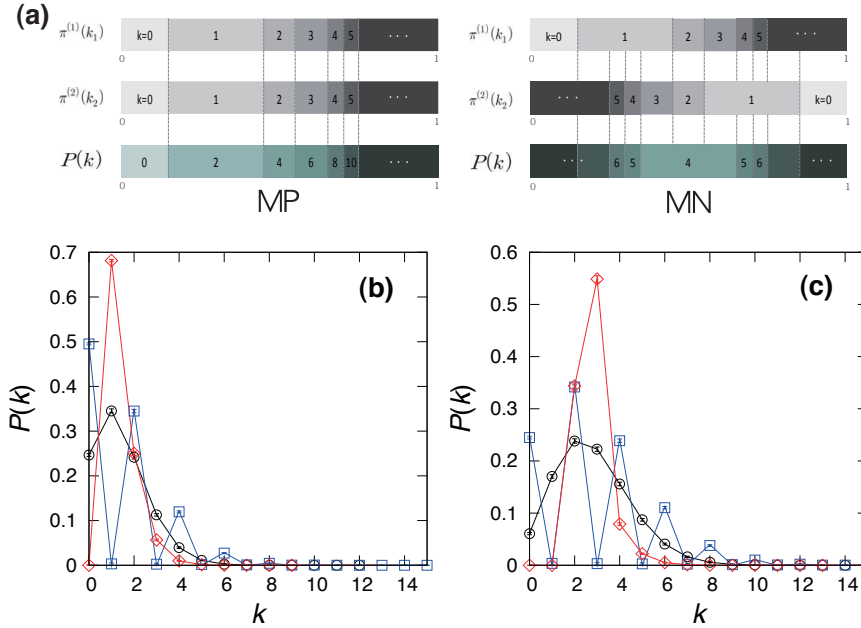 (a)
π(1)(k1) k=0 1 2 3 4 5 ...
0 1
π(2)(k2) k=0 1 2 3 4 5 ...
0 1
P(k) 0 2 4 6 8 10 ...
0 1
MP
π(1)(k1) k=0 1 2 3 4 5 ...
0 1
π(2)(k2) ... 5 4 3 2 1 k=0
0 1
P(k) ... 6 5 4 5 6 ...
0 1
MN
(b)
P(k)
0.7
0.6
0.5
0.4
0.3
0.2
0.1
0
0 2 4 6 8 10 12 14
k
(c)
P(k)
0.6
0.5
0.4
0.3
0.2
0.1
0
0 2 4 6 8 10 12 14
k